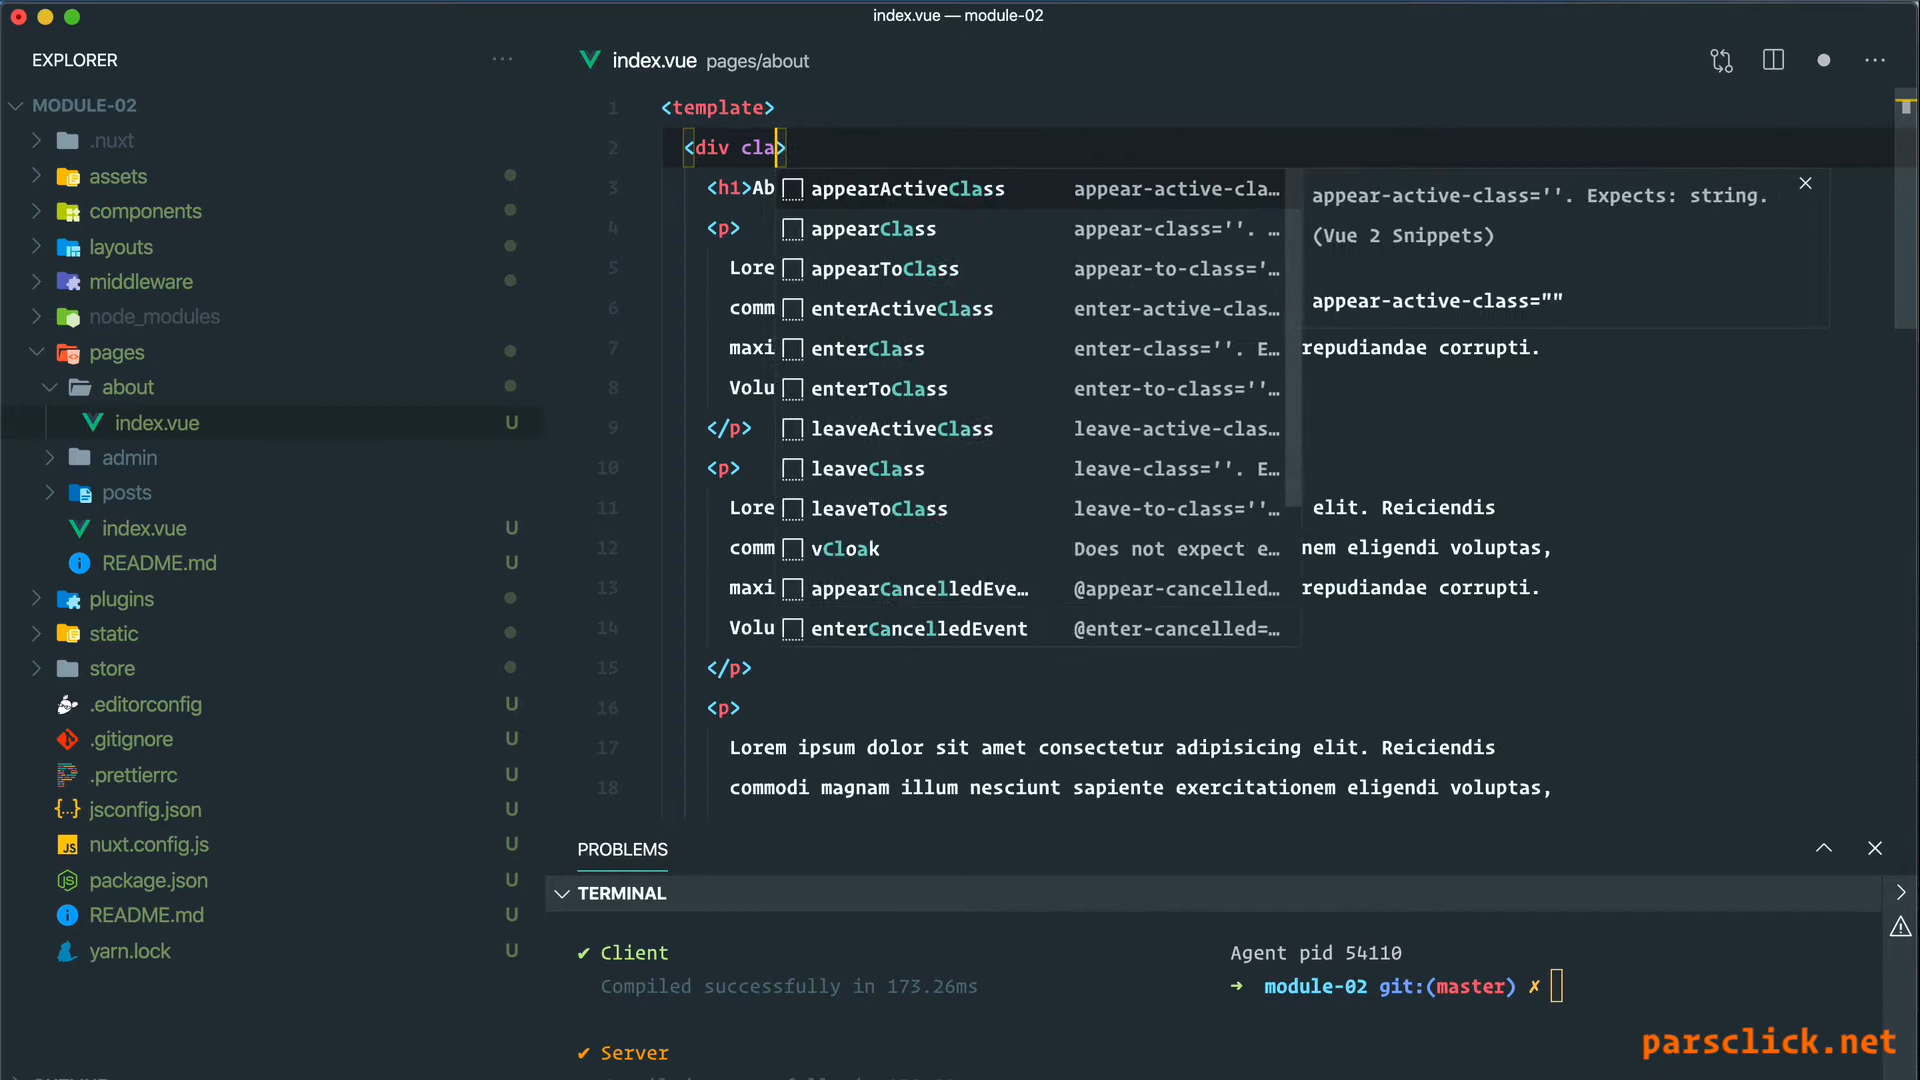 index.vue — module-02
EXPLORER
MODULE-02
.nuxt
assets
components
layouts
middleware
node_modules
pages
about
index.vue U
admin
posts
index.vue U
README.md U
plugins
static
store
.editorconfig U
.gitignore U
.prettierrc U
jsconfig.json U
nuxt.config.js U
package.json U
README.md U
yarn.lock U
index.vue pages/about
1 <template>
2 <div cla>
3 <h1>Ab
4 <p>
5 Lore
6 comm
7 maxi repudiandae corrupti.
8 Volu
9 </p>
10 <p>
11 Lore elit. Reiciendis
12 comm nem eligendi voluptas,
13 maxi repudiandae corrupti.
14 Volu
15 </p>
16 <p>
17 Lorem ipsum dolor sit amet consectetur adipisicing elit. Reiciendis
18 commodi magnam illum nesciunt sapiente exercitationem eligendi voluptas,
appearActiveClass appear-active-cla…
appearClass appear-class=''. …
appearToClass appear-to-class='…
enterActiveClass enter-active-clas…
enterClass enter-class=''. E…
enterToClass enter-to-class=''…
leaveActiveClass leave-active-clas…
leaveClass leave-class=''. E…
leaveToClass leave-to-class=''…
vCloak Does not expect e…
appearCancelledEve… @appear-cancelled…
enterCancelledEvent @enter-cancelled=…
appear-active-class=''. Expects: string.
(Vue 2 Snippets)
appear-active-class=""
PROBLEMS
TERMINAL
✔ Client
Compiled successfully in 173.26ms
✔ Server
Agent pid 54110
➜ module-02 git:(master) ✗
parsclick.net